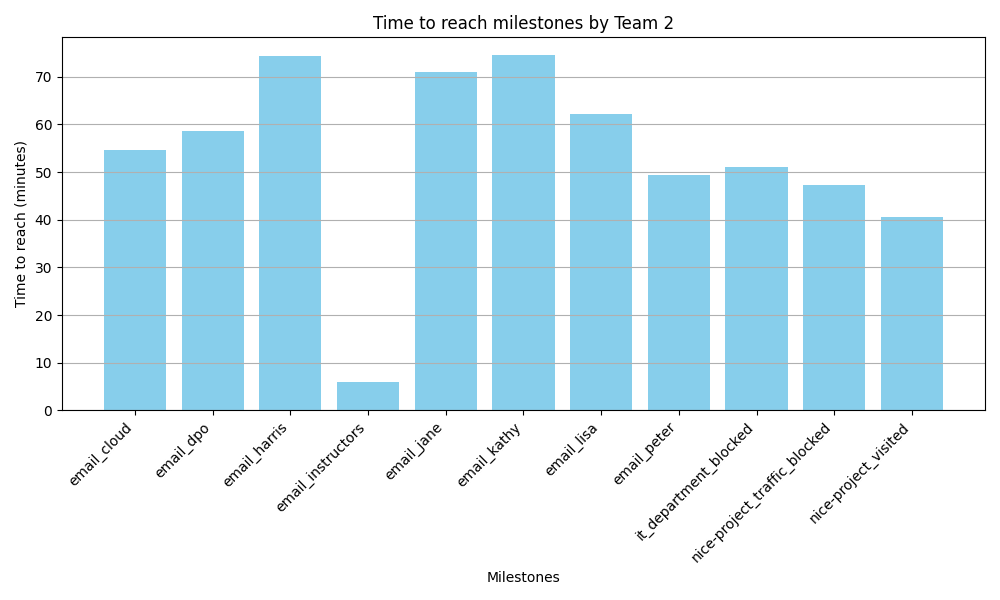 Time to reach milestones by Team 2
Time to reach (minutes)
70
60
50
40
30
20
10
0
email_cloud
email_dpo
email_harris
email_instructors
email_jane
email_kathy
email_lisa
email_peter
it_department_blocked
nice-project_traffic_blocked
nice-project_visited
Milestones